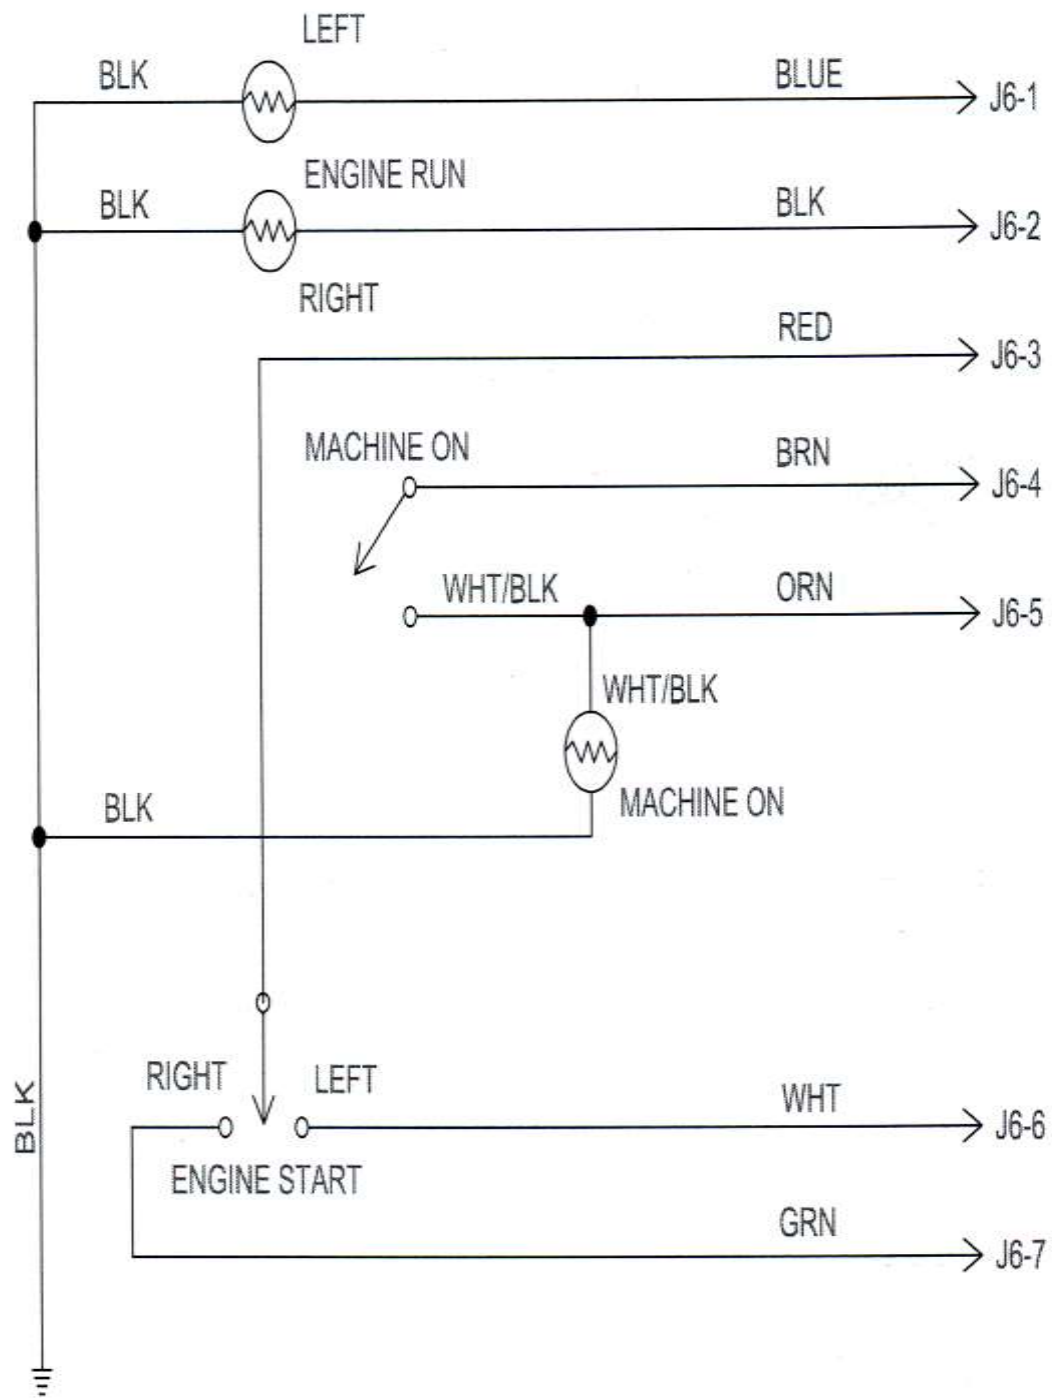 LEFT
BLK
BLUE
J6-1
ENGINE RUN
BLK
BLK
J6-2
RIGHT
RED
J6-3
MACHINE ON
BRN
J6-4
WHT/BLK
ORN
J6-5
WHT/BLK
MACHINE ON
BLK
RIGHT
LEFT
WHT
J6-6
BLK
ENGINE START
GRN
J6-7